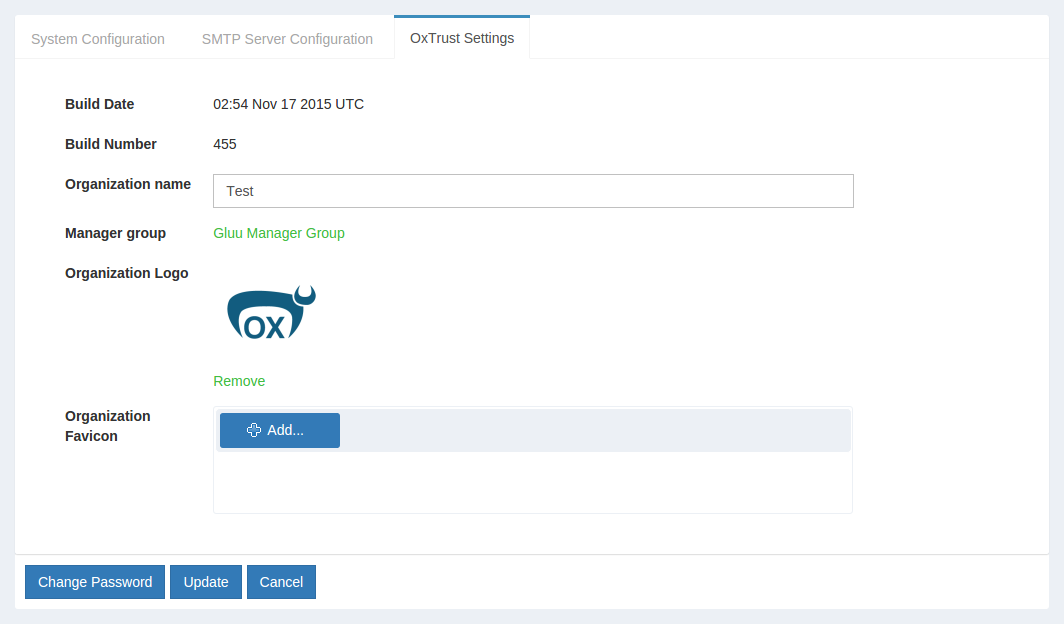 System Configuration
SMTP Server Configuration
OxTrust Settings
Build Date
02:54 Nov 17 2015 UTC
Build Number
455
Organization name
Test
Manager group
Gluu Manager Group
Organization Logo
OX
Remove
Organization
Favicon
Add...
Change Password
Update
Cancel